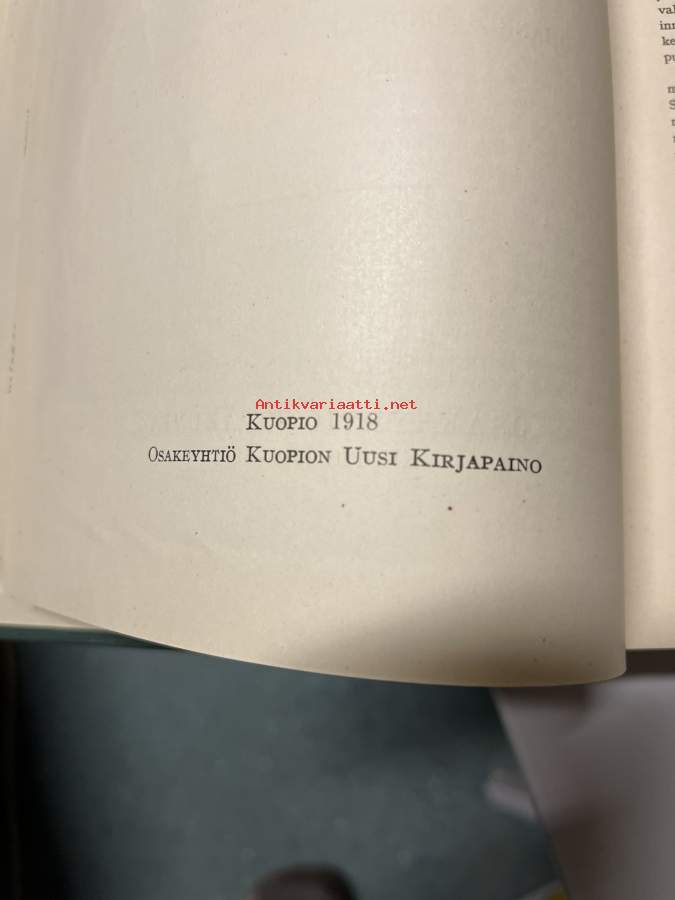 Antikvariaatti.net
KUOPIO 1918
OSAKEYHTIÖ KUOPION UUSI KIRJAPAINO